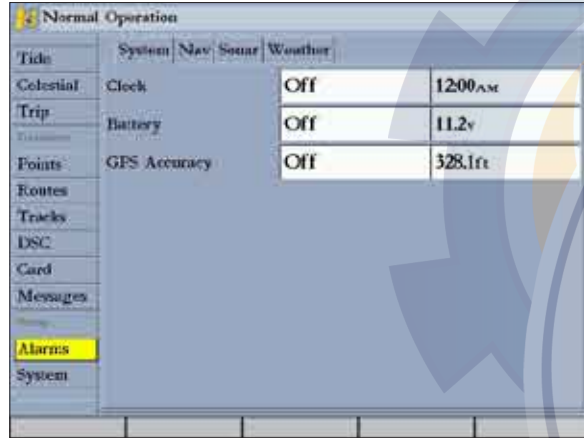 Normal Operation
System Nav Sonar Weather
Tide
Celestial
Trip
Points
Routes
Tracks
DSC
Card
Messages
Alarms
System
Clock Off 12:00AM
Battery Off 11.2v
GPS Accuracy Off 328.1ft